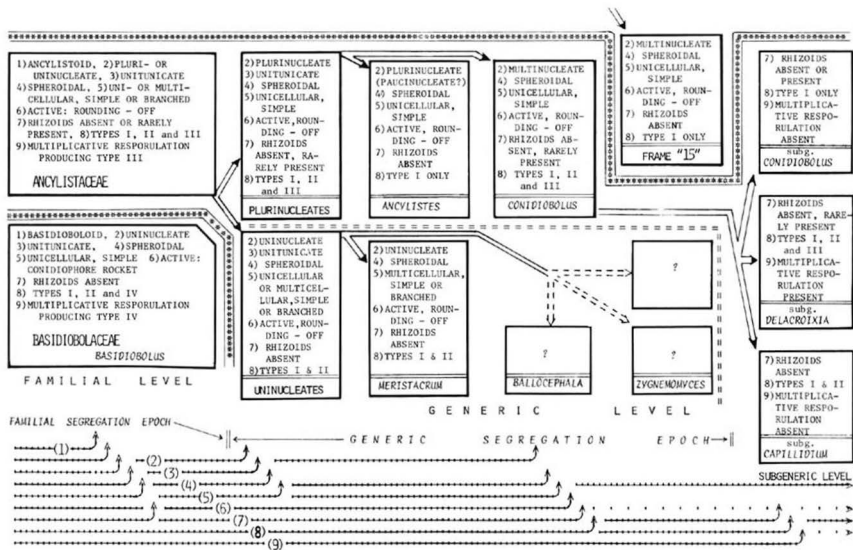 1)ANCYLISTOID, 2)PLURI- OR
UNINUCLEATE, 3)UNITUNICATE
4)SPHEROIDAL, 5)UNI- OR MULTI-
CELLULAR, SIMPLE OR BRANCHED
6)ACTIVE: ROUNDING - OFF
7)RHIZOIDS ABSENT OR RARELY
PRESENT, 8)TYPES I, II and III
9)MULTIPLICATIVE RESPORULATION
PRODUCING TYPE III
ANCYLISTACEAE
1)BASIDIOBOLOID, 2)UNINUCLEATE
3)UNITUNICATE, 4)SPHEROIDAL
5)UNICELLULAR, SIMPLE 6)ACTIVE:
CONIDIOPHORE ROCKET
7) RHIZOIDS ABSENT
8) TYPES I, II and IV
9)MULTIPLICATIVE RESPORULATION
PRODUCING TYPE IV
BASIDIOBOLACEAE
BASIDIOBOLUS
FAMILIAL LEVEL
2)PLURINUCLEATE
3)UNITUNICATE
4) SPHEROIDAL
5)UNICELLULAR,
SIMPLE
6)ACTIVE,ROUN-
DING - OFF
7) RHIZOIDS
ABSENT, RA-
RELY PRESENT
8)TYPES I, II
and III
PLURINUCLEATES
2)PLURINUCLEATE
(PAUCINUCLEATE?)
4) SPHEROIDAL
5)UNICELLULAR,
SIMPLE
6)ACTIVE, ROUN-
DING - OFF
7) RHIZOIDS
ABSENT
8)TYPE I ONLY
ANCYLISTES
2)MULTINUCLEATE
4) SPHEROIDAL
5)UNICELLULAR,
SIMPLE
6)ACTIVE, ROUN-
DING - OFF
7)RHIZOIDS AB-
SENT, RARELY
PRESENT
8)TYPES I, II
and III
CONIDIOBOLUS
2)MULTINUCLEATE
4) SPHEROIDAL
5) UNICELLULAR,
SIMPLE
7) RHIZOIDS
ABSENT
8) TYPE I ONLY
FRAME "15"
7) RHIZOIDS
ABSENT OR
PRESENT
8)TYPE I ONLY
9)MULTIPLICA-
TIVE RESPO-
RULATION
ABSENT
subg.
CONIDIOBOLUS
2)UNINUCLEATE
3)UNITUNICATE
4) SPHEROIDAL
5)UNICELLULAR
OR MULTICEL-
LULAR,SIMPLE
OR BRANCHED
6)ACTIVE,ROUN-
DING - OFF
7) RHIZOIDS
ABSENT
8)TYPES I & II
UNINUCLEATES
2)UNINUCLEATE
4) SPHEROIDAL
5)MULTICELLULAR,
SIMPLE OR
BRANCHED
6)ACTIVE, ROUN-
DING - OFF
7) RHIZOIDS
ABSENT
8)TYPES I & II
MERISTACRUM
?
?
BALLOCEPHALA
?
ZYGNEMOMYCES
7)RHIZOIDS
ABSENT, RARE-
LY PRESENT
8)TYPES I, II
and III
9)MULTIPLICA-
TIVE RESPO-
RULATION
PRESENT
subg.
DELACROIXIA
7) RHIZOIDS
ABSENT
8)TYPES I & II
9)MULTIPLICA-
TIVE RESPO-
RULATION
ABSENT
subg.
CAPILLIDIUM
GENERIC LEVEL
SUBGENERIC LEVEL
FAMILIAL SEGREGATION EPOCH
GENERIC SEGREGATION EPOCH
(1)
(2)
(3)
(4)
(5)
(6)
(7)
(8)
(9)